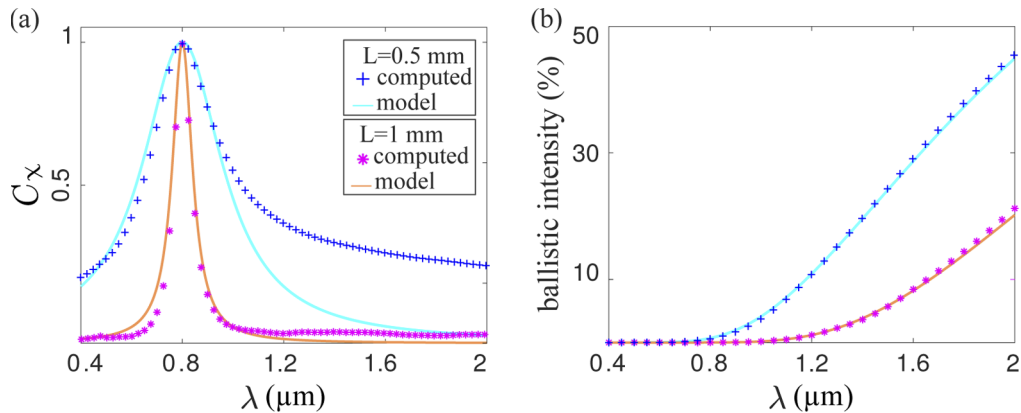 (a)
1
0.5
Cχ
L=0.5 mm
computed
model
L=1 mm
computed
model
0.4 0.8 1.2 1.6 2
λ (μm)
(b)
50
30
10
ballistic intensity (%)
0.4 0.8 1.2 1.6 2
λ (μm)